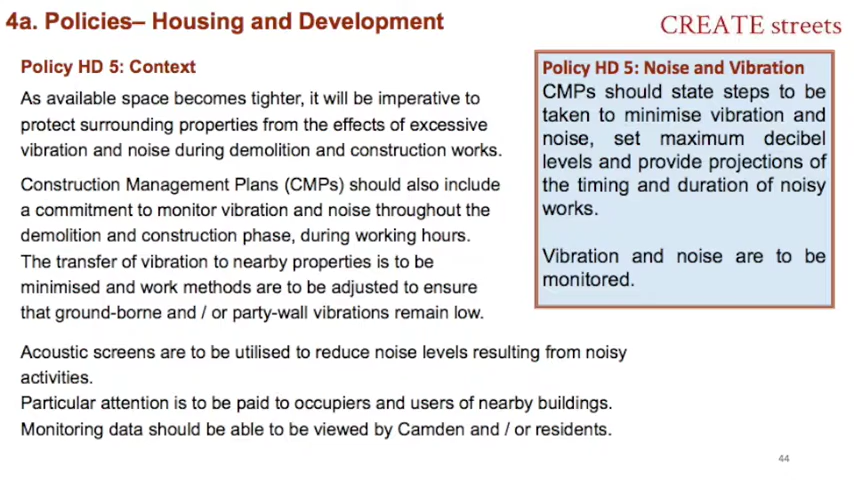 4a. Policies– Housing and Development
CREATE streets
Policy HD 5: Context
As available space becomes tighter, it will be imperative to
protect surrounding properties from the effects of excessive
vibration and noise during demolition and construction works.
Construction Management Plans (CMPs) should also include
a commitment to monitor vibration and noise throughout the
demolition and construction phase, during working hours.
The transfer of vibration to nearby properties is to be
minimised and work methods are to be adjusted to ensure
that ground-borne and / or party-wall vibrations remain low.
Acoustic screens are to be utilised to reduce noise levels resulting from noisy
activities.
Particular attention is to be paid to occupiers and users of nearby buildings.
Monitoring data should be able to be viewed by Camden and / or residents.
Policy HD 5: Noise and Vibration
CMPs should state steps to be
taken to minimise vibration and
noise, set maximum decibel
levels and provide projections of
the timing and duration of noisy
works.
Vibration and noise are to be
monitored.
44